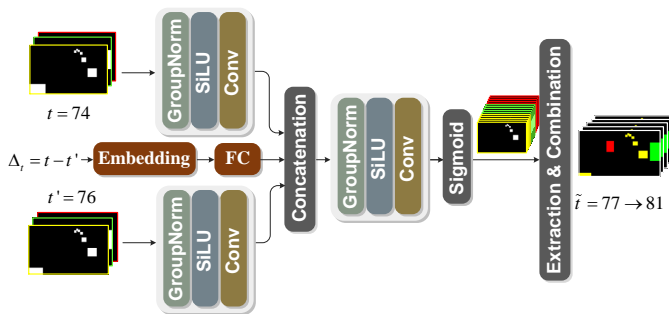 GroupNorm
SiLU
Conv
t = 74
Δt = t − t'
Embedding
FC
t' = 76
GroupNorm
SiLU
Conv
Concatenation
GroupNorm
SiLU
Conv
Sigmoid
Extraction & Combination
t̃ = 77 → 81